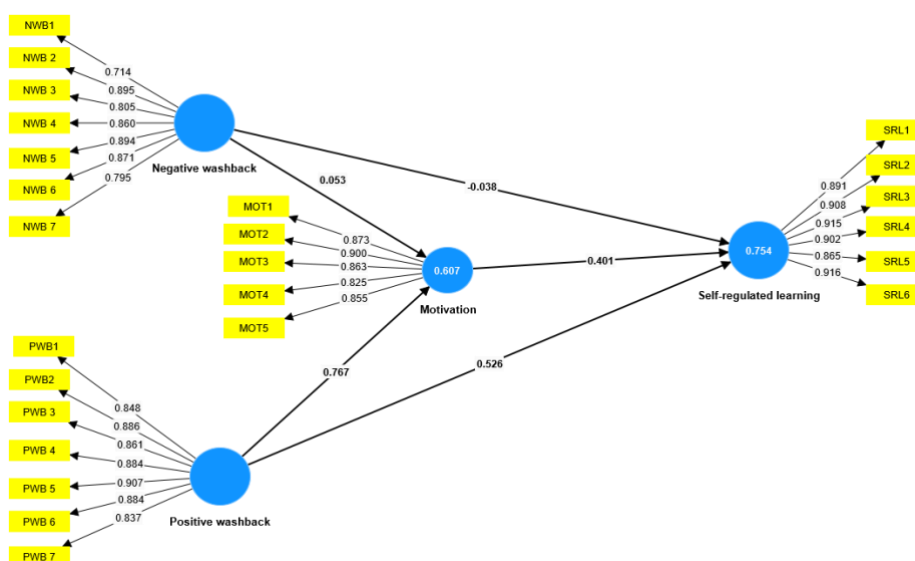 NWB1
NWB 2
NWB 3
NWB 4
NWB 5
NWB 6
NWB 7
0.714
0.895
0.805
0.860
0.894
0.871
0.795
Negative washback
0.053
-0.038
MOT1
MOT2
MOT3
MOT4
MOT5
0.873
0.900
0.863
0.825
0.855
0.607
Motivation
0.401
0.767
0.526
PWB1
PWB2
PWB 3
PWB 4
PWB 5
PWB 6
PWB 7
0.848
0.886
0.861
0.884
0.907
0.884
0.837
Positive washback
SRL1
SRL2
SRL3
SRL4
SRL5
SRL6
0.891
0.908
0.915
0.902
0.865
0.916
0.754
Self-regulated learning